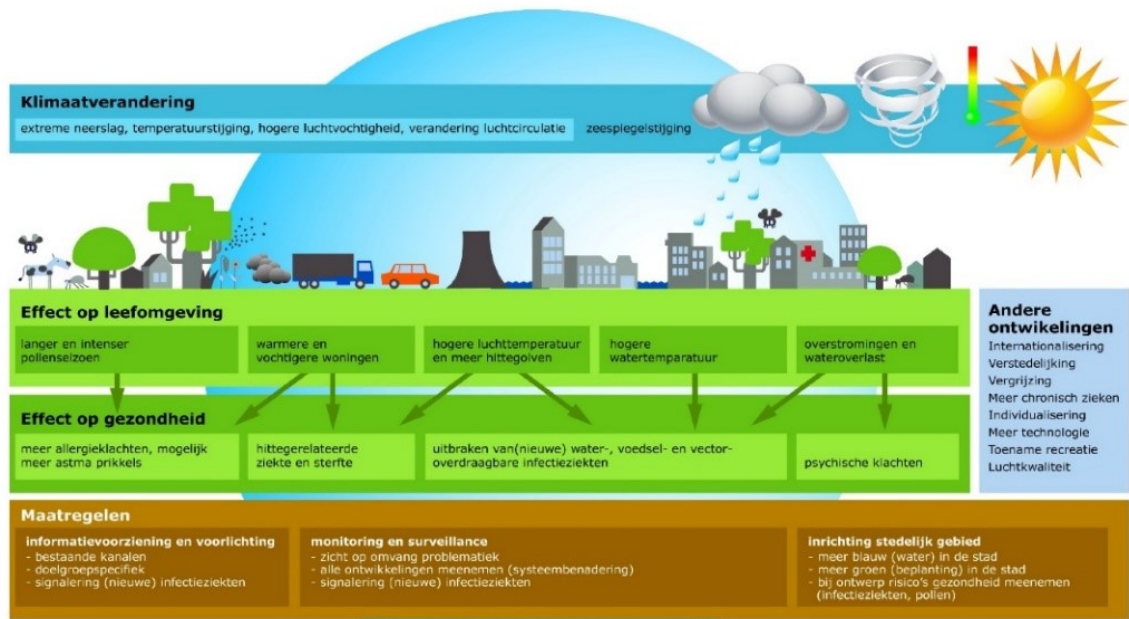 Klimaatverandering
extreme neerslag, temperatuurstijging, hogere luchtvochtigheid, verandering luchtcirculatie zeespiegelstijging
Effect op leefomgeving
langer en intenser
pollenseizoen
warmere en
vochtigere woningen
hogere luchttemperatuur
en meer hittegolven
hogere
watertemparatuur
overstromingen en
wateroverlast
Effect op gezondheid
meer allergieklachten, mogelijk
meer astma prikkels
hittegerelateerde
ziekte en sterfte
uitbraken van(nieuwe) water-, voedsel- en vector-
overdraagbare infectieziekten
psychische klachten
Andere
ontwikelingen
Internationalisering
Verstedelijking
Vergrijzing
Meer chronisch zieken
Individualisering
Meer technologie
Toename recreatie
Luchtkwaliteit
Maatregelen
informatievoorziening en voorlichting
- bestaande kanalen
- doelgroepspecifiek
- signalering (nieuwe) infectieziekten
monitoring en surveillance
- zicht op omvang problematiek
- alle ontwikkelingen meenemen (systeembenadering)
- signalering (nieuwe) infectieziekten
inrichting stedelijk gebied
- meer blauw (water) in de stad
- meer groen (beplanting) in de stad
- bij ontwerp risico's gezondheid meenemen
(infectieziekten, pollen)